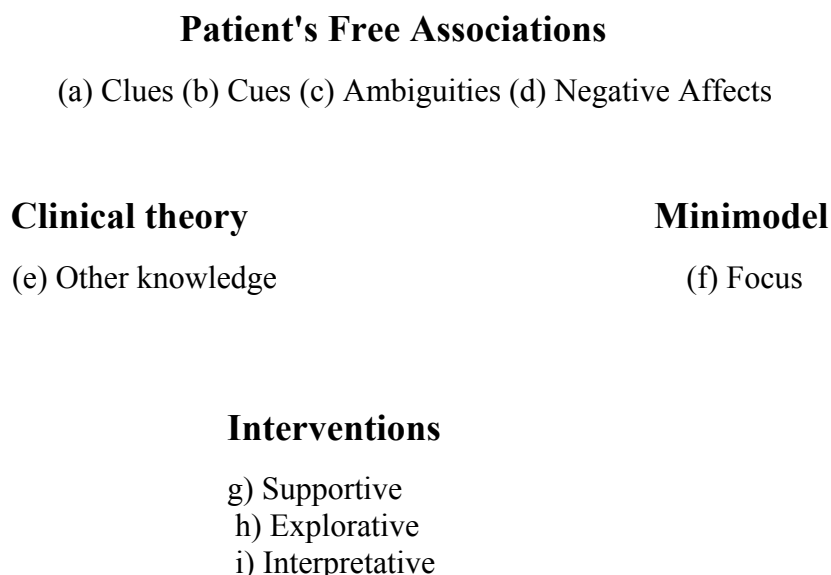 Patient's Free Associations
(a) Clues (b) Cues (c) Ambiguities (d) Negative Affects
Clinical theory
Minimodel
(e) Other knowledge
(f) Focus
Interventions
g) Supportive
h) Explorative
i) Interpretative